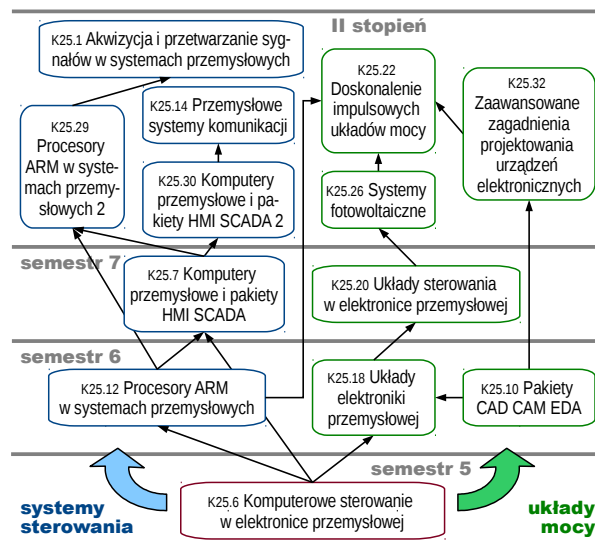 II stopień
K25.1 Akwizycja i przetwarzanie syg-
nałów w systemach przemysłowych
K25.14 Przemysłowe
systemy komunikacji
K25.22
Doskonalenie
impulsowych
układów mocy
K25.32
Zaawansowane
zagadnienia
projektowania
urządzeń
elektronicznych
K25.29
Procesory
ARM w syste-
mach przemy-
słowych 2
K25.30 Komputery
przemysłowe i pa-
kiety HMI SCADA 2
K25.26 Systemy
fotowoltaiczne
semestr 7
K25.7 Komputery
przemysłowe i pakiety
HMI SCADA
K25.20 Układy sterowania
w elektronice przemysłowej
semestr 6
K25.12 Procesory ARM
w systemach przemysłowych
K25.18 Układy
elektroniki
przemysłowej
K25.10 Pakiety
CAD CAM EDA
semestr 5
systemy
sterowania
K25.6 Komputerowe sterowanie
w elektronice przemysłowej
układy
mocy